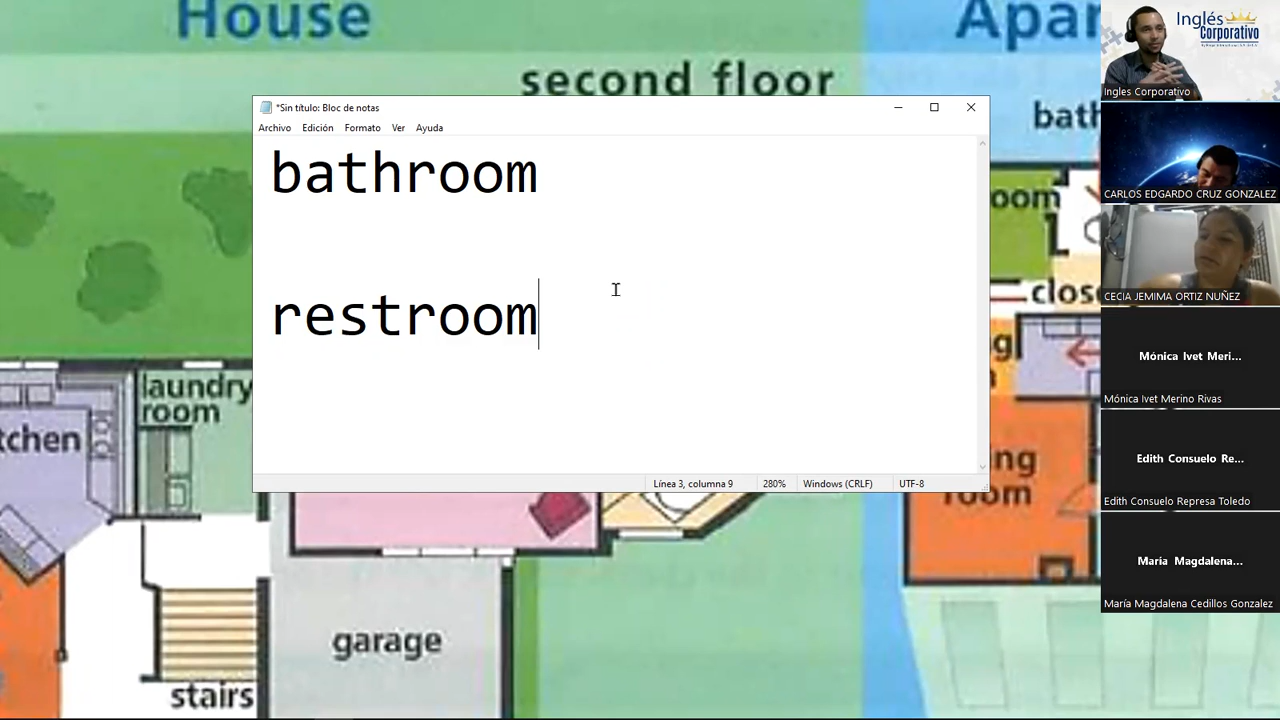 House
Apar
second floor
*Sin título: Bloc de notas
Archivo Edición Formato Ver Ayuda
bathroom
restroom
Línea 3, columna 9 280% Windows (CRLF) UTF-8
bath
oom
close
g
laundry
room
tchen
ing
room
garage
stairs
Inglés
Corporativo
Ingles Corporativo
CARLOS EDGARDO CRUZ GONZALEZ
CECIA JEMIMA ORTIZ NUÑEZ
Mónica Ivet Meri...
Mónica Ivet Merino Rivas
Edith Consuelo Re...
Edith Consuelo Represa Toledo
María Magdalena...
María Magdalena Cedillos Gonzalez